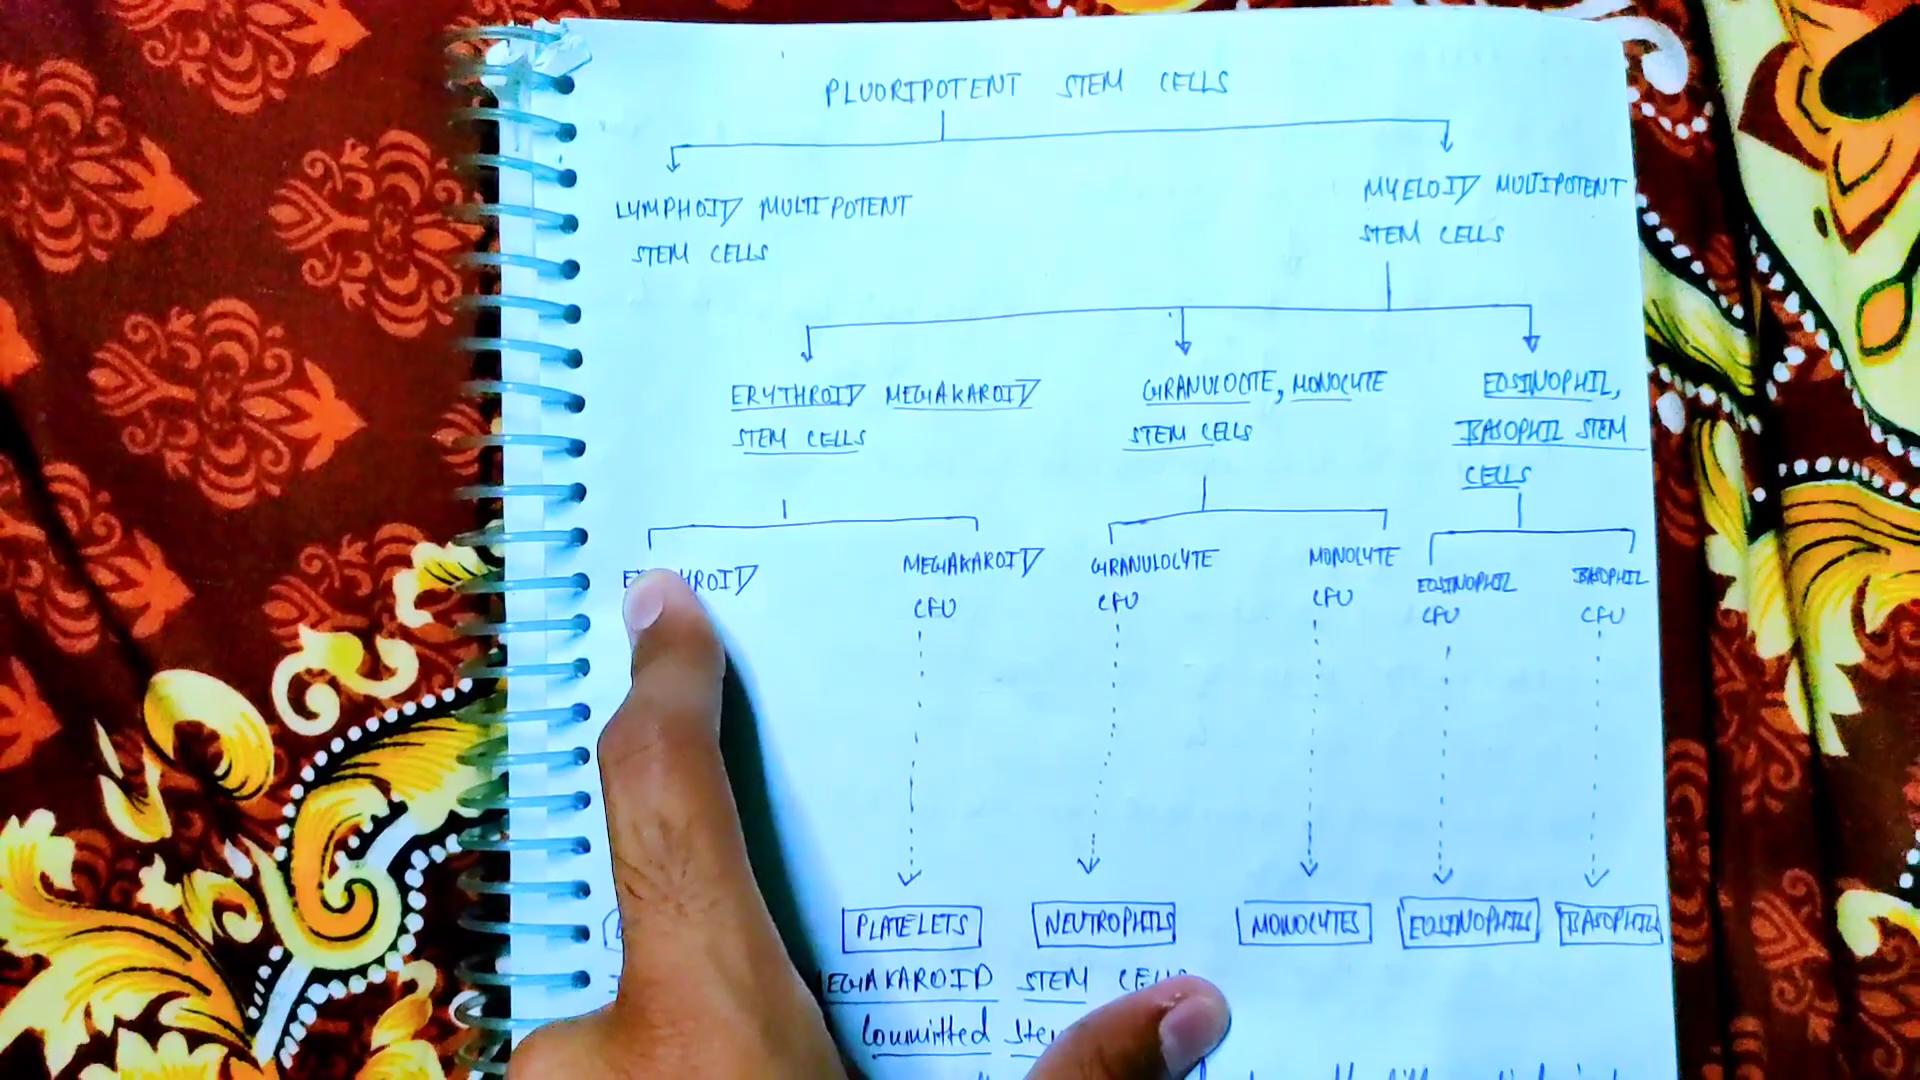 PLUORIPOTENT STEM CELLS
LYMPHOID MULTIPOTENT
STEM CELLS
MYELOID MULTIPOTENT
STEM CELLS
ERYTHROID MEGAKAROID
STEM CELLS
GRANULOCYTE, MONOCYTE
STEM CELLS
EOSINOPHIL,
BASOPHIL STEM
CELLS
MEGAKAROID
CFU
GRANULOCYTE
CFU
MONOCYTE
CFU
EOSINOPHIL
CFU
BASOPHIL
CFU
PLATELETS
NEUTROPHILS
MONOCYTES
EOSINOPHILS
BASOPHILS
STEM
Committed